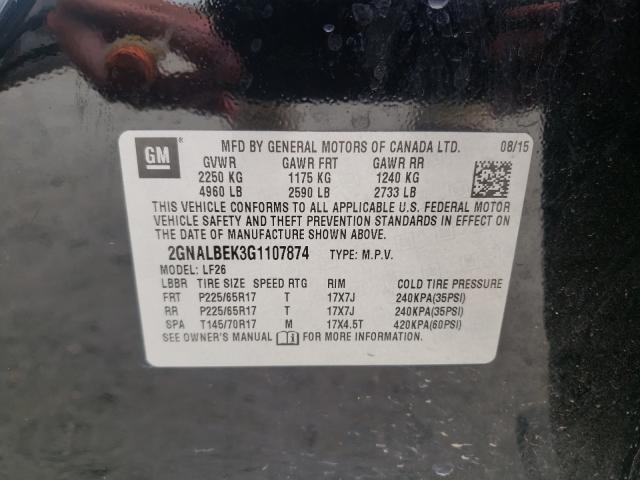 GM ® MFD BY GENERAL MOTORS OF CANADA LTD. 08/15
GVWR GAWR FRT GAWR RR
2250 KG 1175 KG 1240 KG
4960 LB 2590 LB 2733 LB
THIS VEHICLE CONFORMS TO ALL APPLICABLE U.S. FEDERAL MOTOR
VEHICLE SAFETY AND THEFT PREVENTION STANDARDS IN EFFECT ON
THE DATE OF MANUFACTURE SHOWN ABOVE.
2GNALBEK3G1107874 TYPE: M.P.V.
MODEL: LF26
LBBR TIRE SIZE SPEED RTG RIM COLD TIRE PRESSURE
FRT P225/65R17 T 17X7J 240KPA(35PSI)
RR P225/65R17 T 17X7J 240KPA(35PSI)
SPA T145/70R17 M 17X4.5T 420KPA(60PSI)
SEE OWNER'S MANUAL FOR MORE INFORMATION